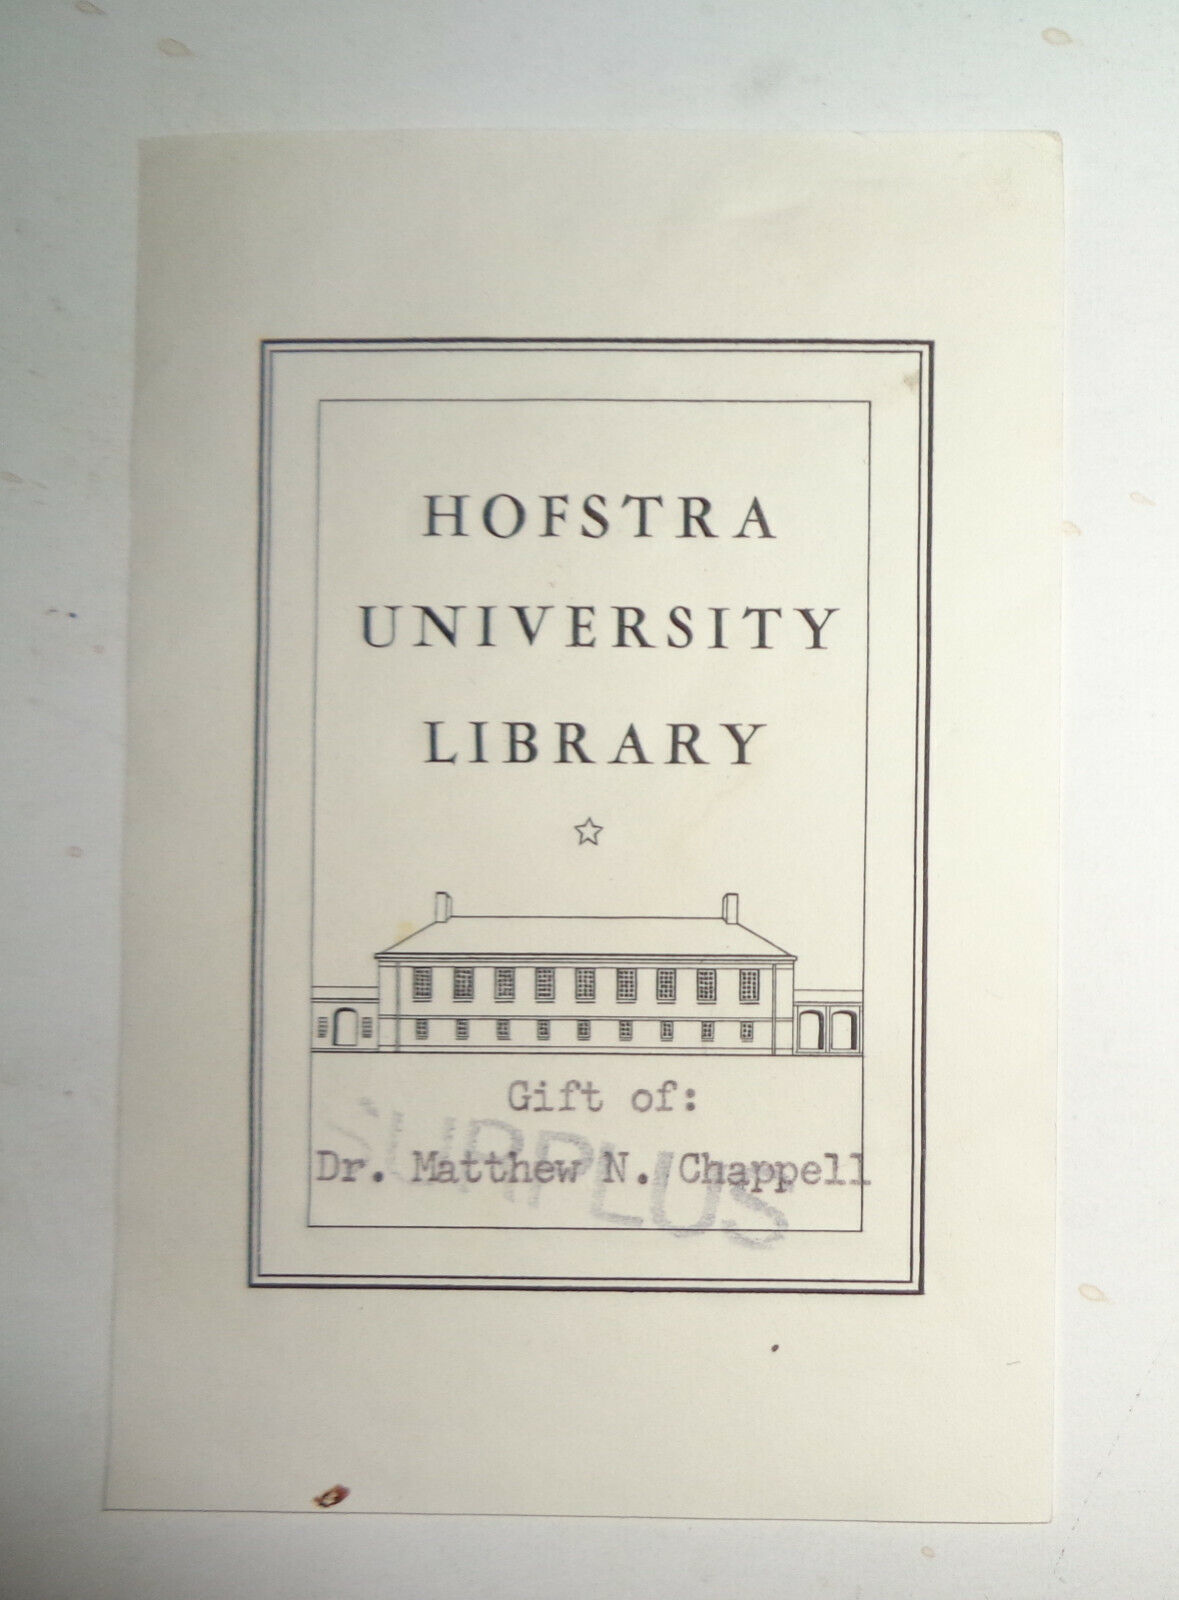 HOFSTRA
UNIVERSITY
LIBRARY
Gift of:
Dr. Matthew N. Chappell
SURPLUS